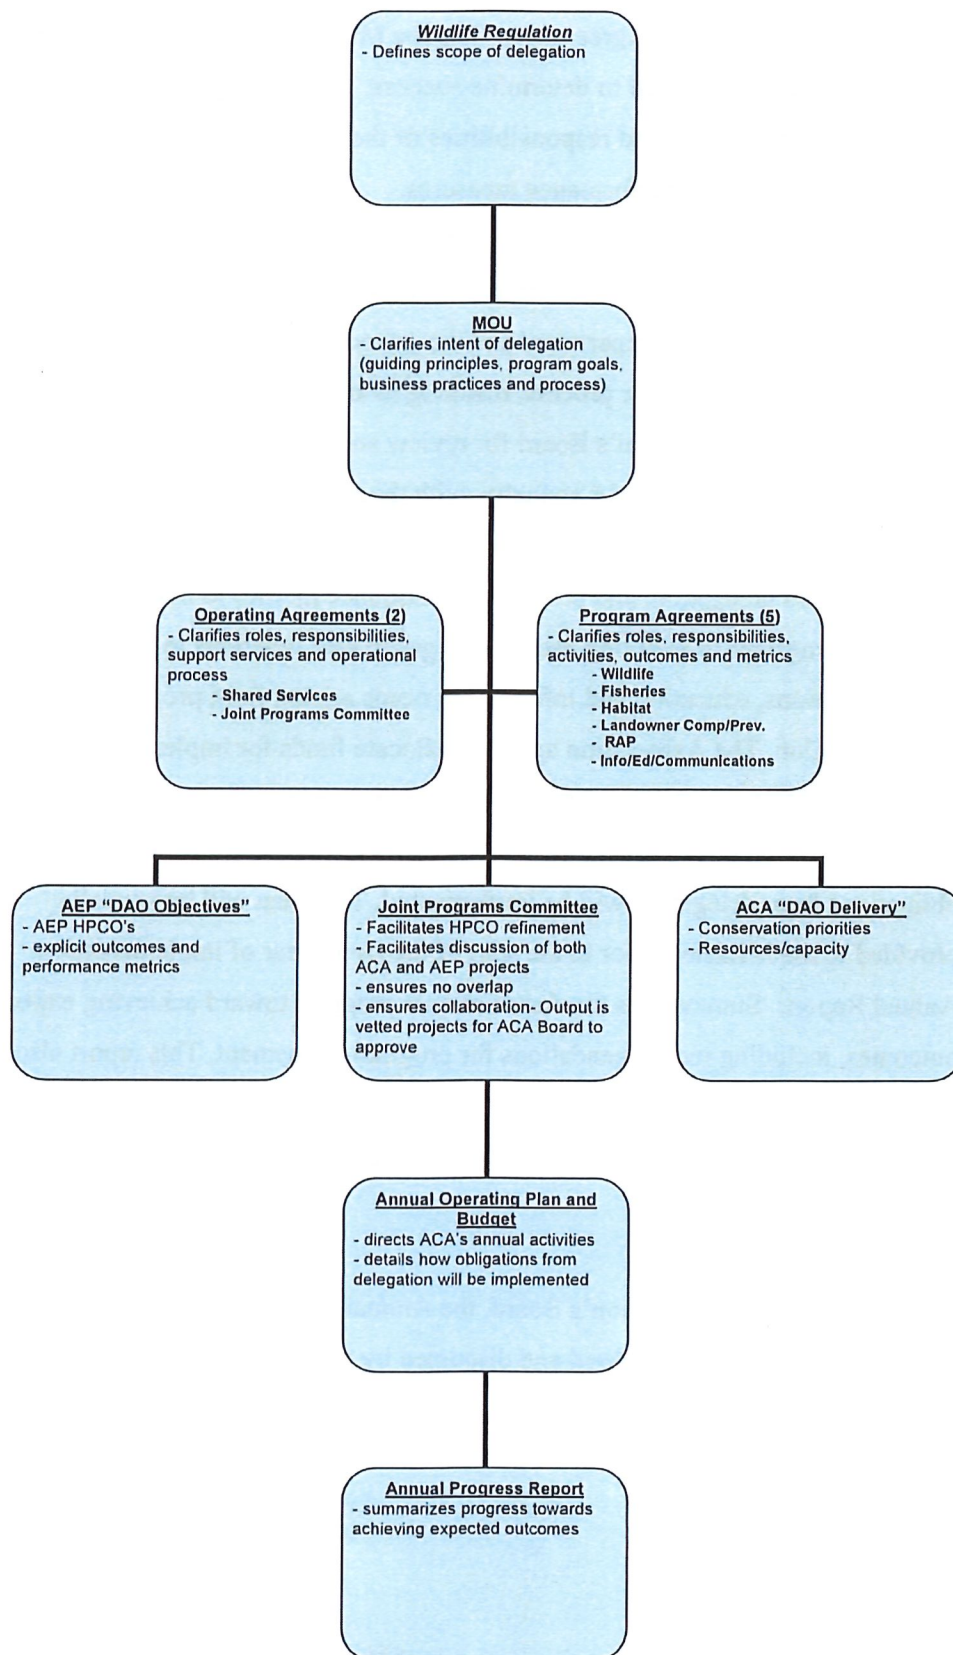 Wildlife Regulation
- Defines scope of delegation
MOU
- Clarifies intent of delegation
(guiding principles, program goals,
business practices and process)
Operating Agreements (2)
- Clarifies roles, responsibilities,
support services and operational
process
- Shared Services
- Joint Programs Committee
Program Agreements (5)
- Clarifies roles, responsibilities,
activities, outcomes and metrics
- Wildlife
- Fisheries
- Habitat
- Landowner Comp/Prev.
- RAP
- Info/Ed/Communications
AEP “DAO Objectives”
- AEP HPCO's
- explicit outcomes and
performance metrics
Joint Programs Committee
- Facilitates HPCO refinement
- Facilitates discussion of both
ACA and AEP projects
- ensures no overlap
- ensures collaboration- Output is
vetted projects for ACA Board to
approve
ACA “DAO Delivery”
- Conservation priorities
- Resources/capacity
Annual Operating Plan and
Budget
- directs ACA's annual activities
- details how obligations from
delegation will be implemented
Annual Progress Report
- summarizes progress towards
achieving expected outcomes